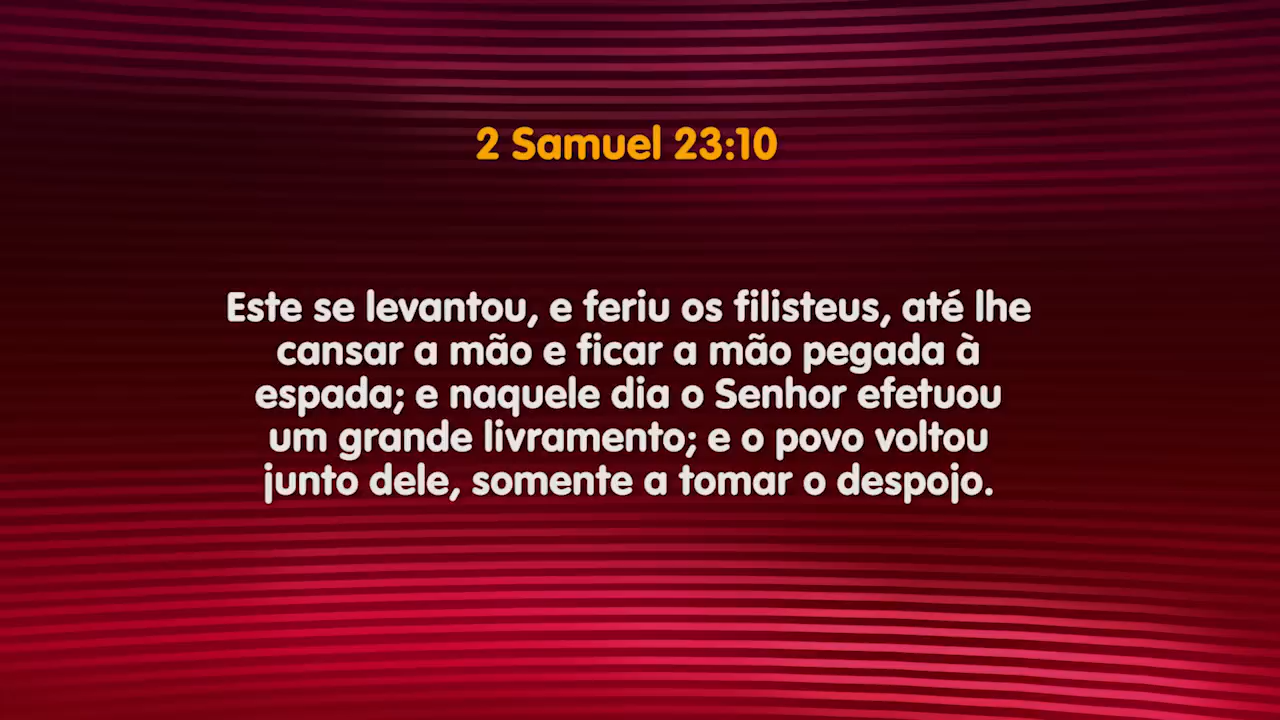 2 Samuel 23:10
Este se levantou, e feriu os filisteus, até lhe
cansar a mão e ficar a mão pegada à
espada; e naquele dia o Senhor efetuou
um grande livramento; e o povo voltou
junto dele, somente a tomar o despojo.